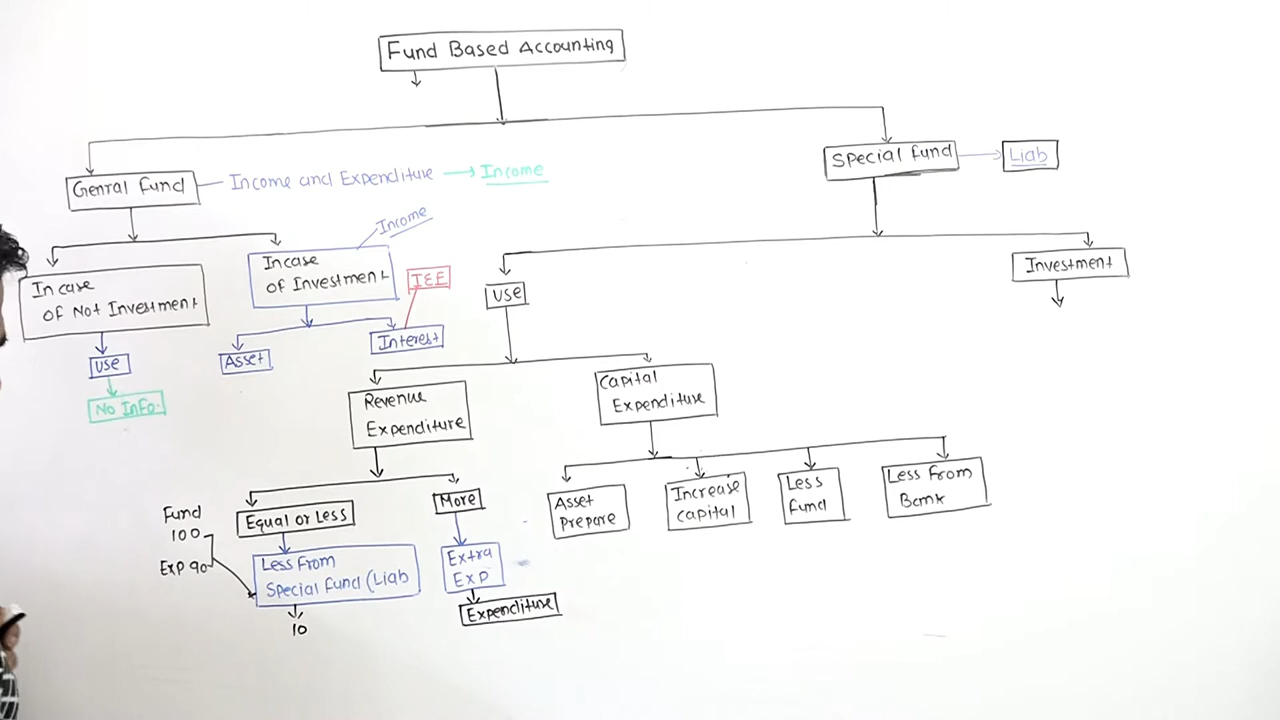 Fund Based Accounting
Genral Fund
Income and Expenditure
Income
Special Fund
Liab
In case
of Not Investment
Incase
of Investment
Income
I&E
Use
Asset
Interest
No Info.
Use
Investment
Revenue
Expenditure
Capital
Expenditure
Equal or Less
More
Asset
Prepare
Increase
capital
Less
Fund
Less From
Bank
Fund
100
Exp 90
Less From
Special Fund (Liab
10
Extra
Exp
Expenditure